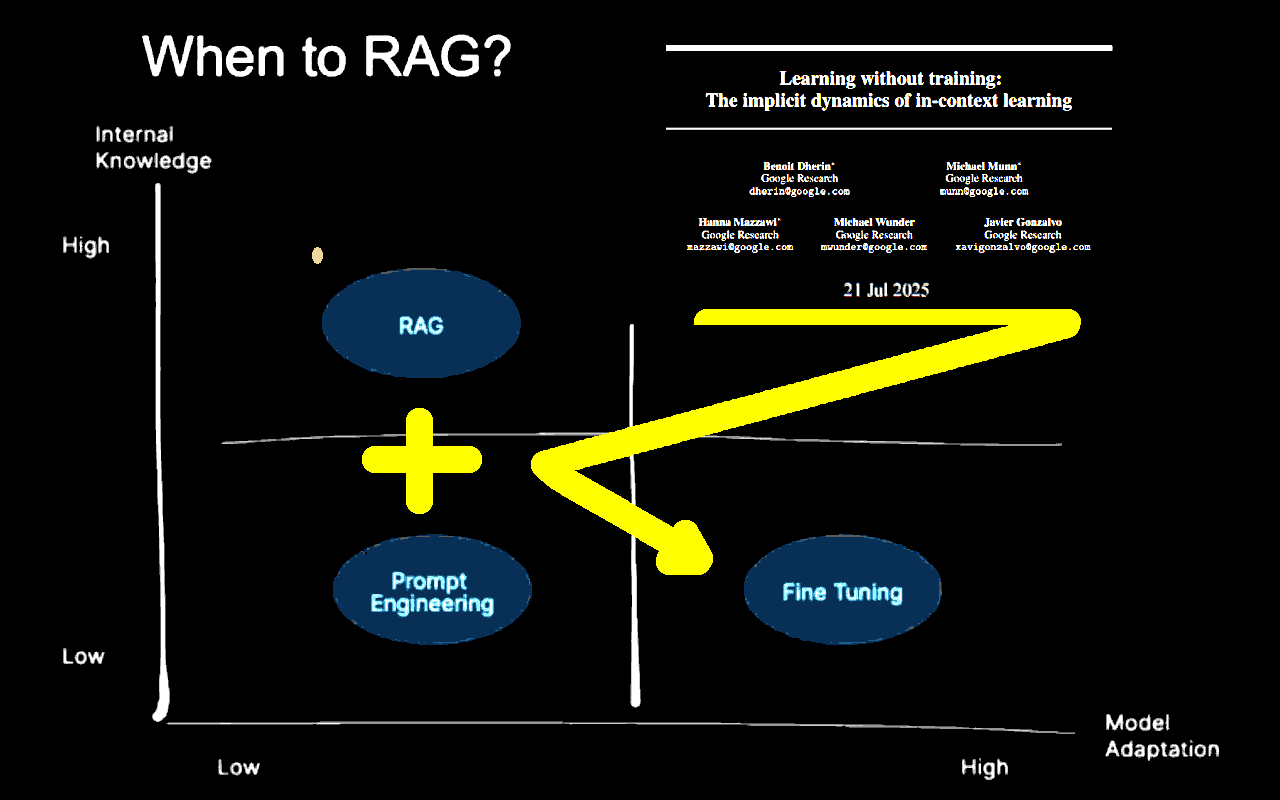 When to RAG?
Learning without training:
The implicit dynamics of in-context learning
Benoit Dherin*
Google Research
dherin@google.com
Michael Munn*
Google Research
munn@google.com
Hanna Mazzawi*
Google Research
mazzawi@google.com
Michael Wunder
Google Research
mwunder@google.com
Javier Gonzalvo
Google Research
xavigonzalvo@google.com
21 Jul 2025
Internal
Knowledge
High
RAG
Prompt
Engineering
Fine Tuning
Low
Low
High
Model
Adaptation